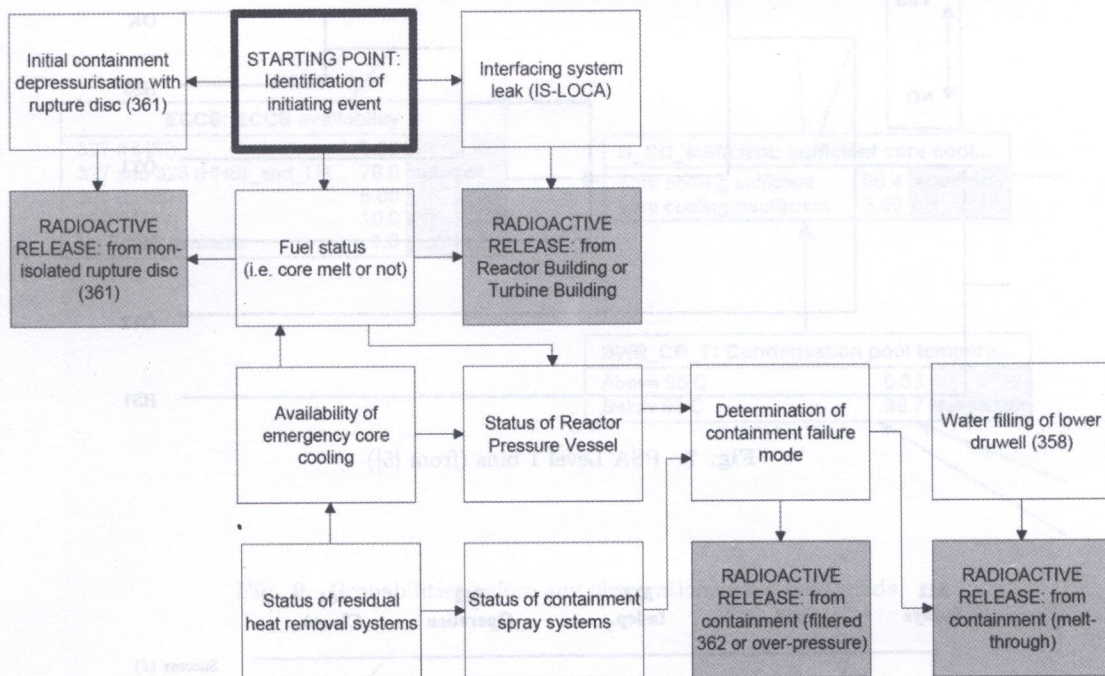 Initial containment
depressurisation with
rupture disc (361)
STARTING POINT:
Identification of
initiating event
Interfacing system
leak (IS-LOCA)
RADIOACTIVE
RELEASE: from non-
isolated rupture disc
(361)
Fuel status
(i.e. core melt or not)
RADIOACTIVE
RELEASE: from
Reactor Building or
Turbine Building
Availability of
emergency core
cooling
Status of Reactor
Pressure Vessel
Determination of
containment failure
mode
Water filling of lower
druwell (358)
Status of residual
heat removal systems
Status of containment
spray systems
RADIOACTIVE
RELEASE: from
containment (filtered
362 or over-pressure)
RADIOACTIVE
RELEASE: from
containment (melt-
through)